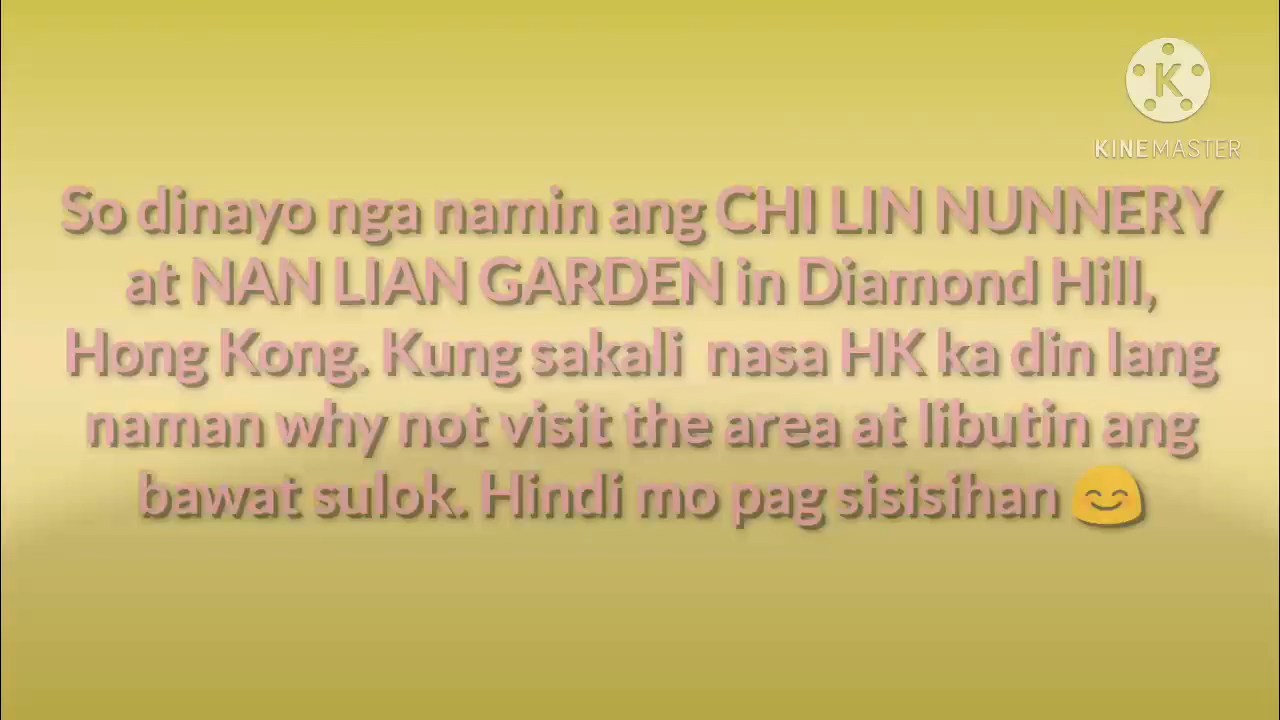 K
KINEMASTER
So dinayo nga namin ang CHI LIN NUNNERY
at NAN LIAN GARDEN in Diamond Hill,
Hong Kong. Kung sakali  nasa HK ka din lang
naman why not visit the area at libutin ang
bawat sulok. Hindi mo pag sisisihan 😊